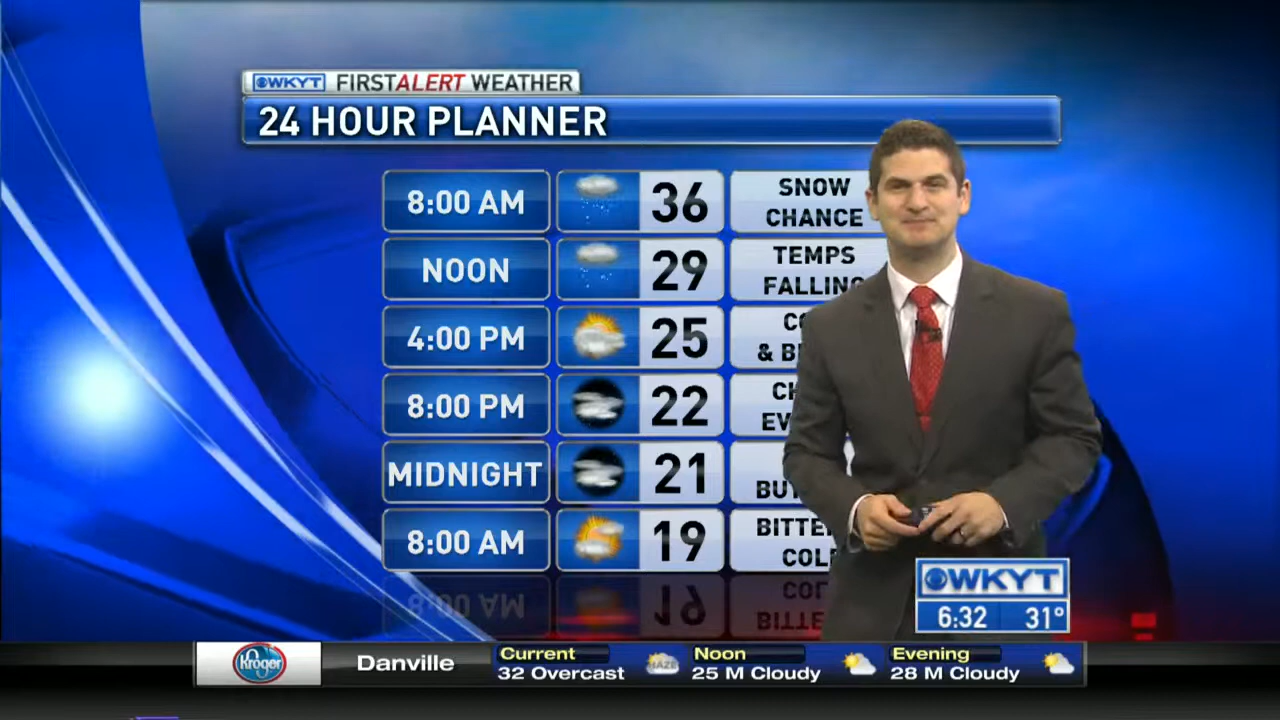 WKYT FIRSTALERT WEATHER
24 HOUR PLANNER
8:00 AM 36 SNOW CHANCE
NOON 29 TEMPS FALLING
4:00 PM 25 &
8:00 PM 22
MIDNIGHT 21
8:00 AM 19
WKYT
6:32 31°
Kroger Danville
Current
32 Overcast
HAZE
Noon
25 M Cloudy
Evening
28 M Cloudy